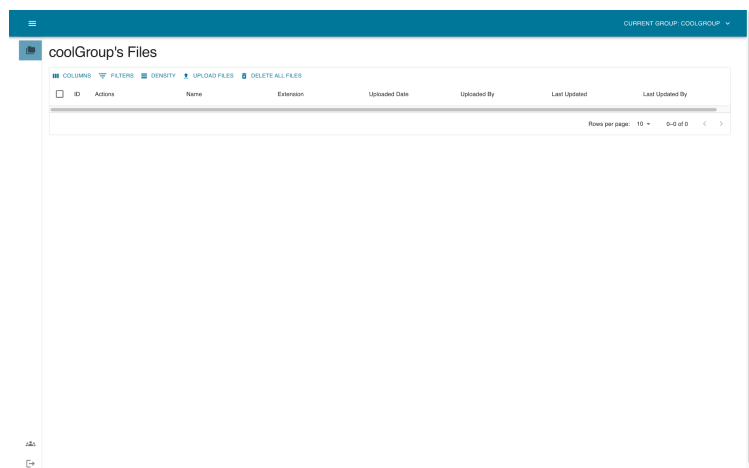 CURRENT GROUP: COOLGROUP
coolGroup's Files
COLUMNS FILTERS DENSITY UPLOAD FILES DELETE ALL FILES
ID Actions Name Extension Uploaded Date Uploaded By Last Updated Last Updated By
Rows per page: 10 0–0 of 0